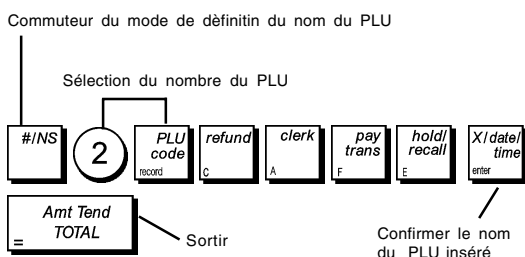 Commuteur du mode de dèfinitin du nom du PLU
Sélection du nombre du PLU
#/NS
2
PLU
code
record
refund
C
clerk
A
pay
trans
F
hold/
recall
E
X/date/
time
enter
Amt Tend
TOTAL
=
Sortir
Confirmer le nom
du PLU inséré